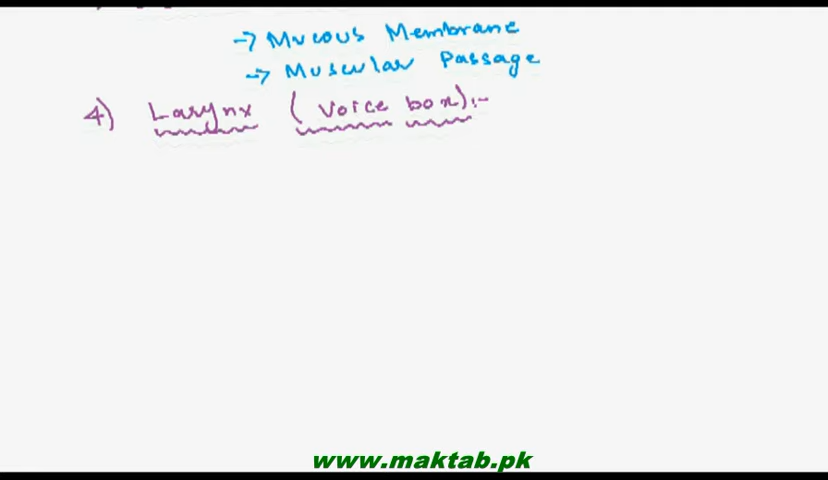 → Mucous Membrane
→ Muscular Passage
4) Larynx (Voice box):-
www.maktab.pk